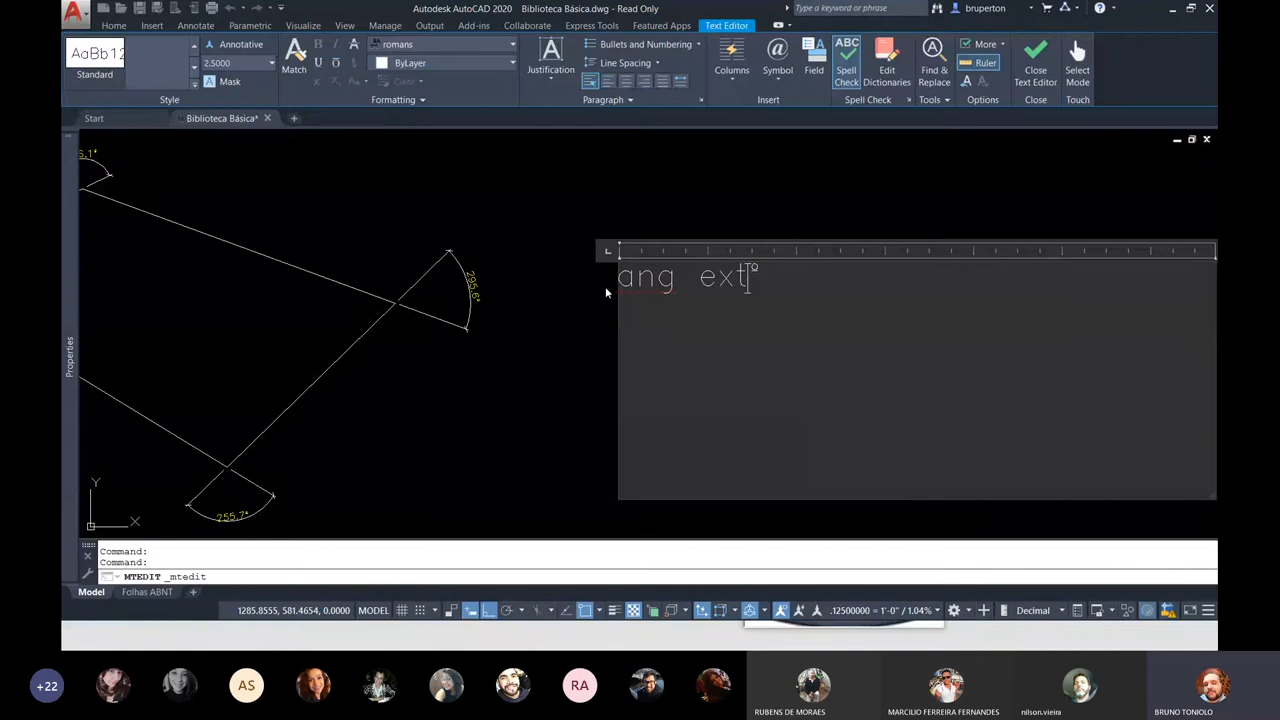 Autodesk AutoCAD 2020 Biblioteca Básica.dwg - Read Only
Type a keyword or phrase
bruperton
Home Insert Annotate Parametric View Visualize Manage Output Add-ins Collaborate Express Tools Featured Apps Text Editor
AaBb12
Standard
Annotative
2.5000
Mask
Style
Match
romans
ByLayer
Clear
Formatting
Justification
Bullets and Numbering
Line Spacing
Paragraph
Columns
Symbol
Field
Insert
ABC
Spell Check
Edit Dictionaries
Spell Check
Find & Replace
Tools
More
Ruler
Options
Close Text Editor
Close
Select Mode
Touch
Start
Biblioteca Básica*
295.6°
255.7°
ang ext
Properties
Y
X
Command:
Command:
MTEDIT _mtedit
Model Folhas ABNT
1285.8555, 581.4654, 0.0000 MODEL
.12500000 = 1'-0" / 1.04%
Decimal
+22
AS
RA
RUBENS DE MORAES
MARCILIO FERREIRA FERNANDES
nilson.vieira
BRUNO TONIOLO